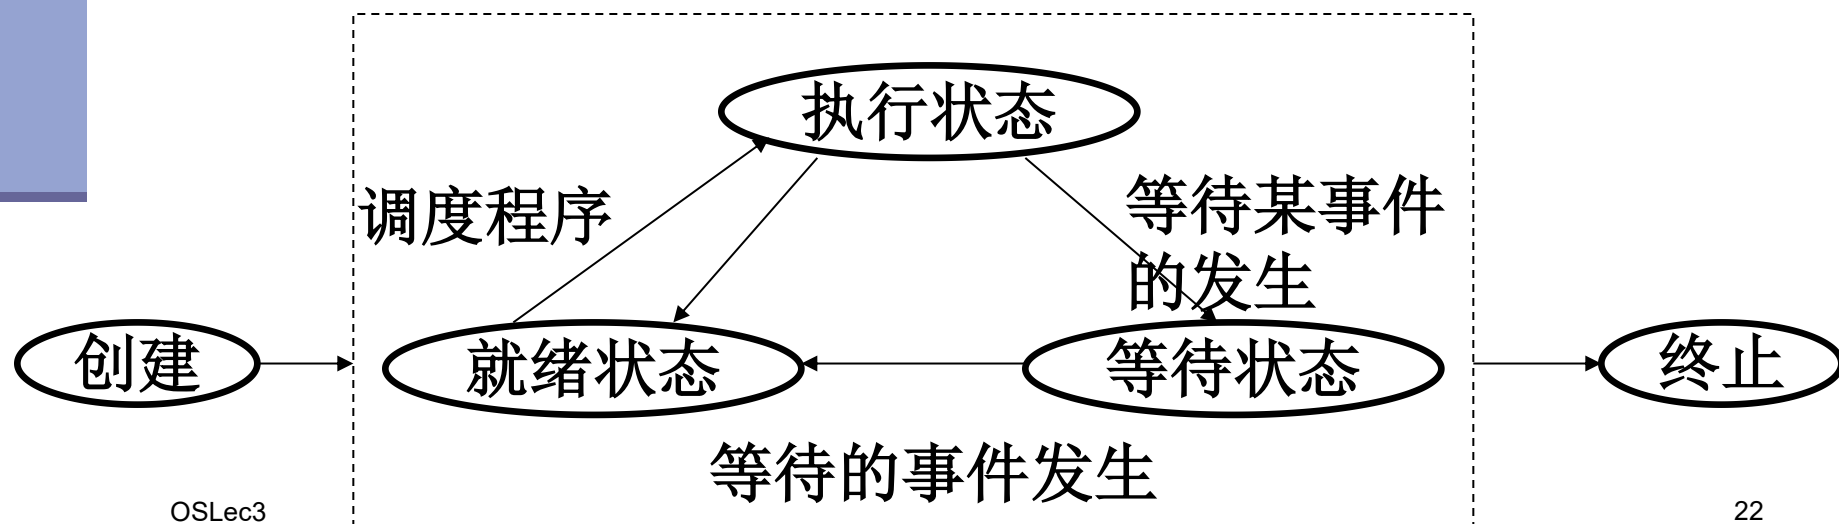 执行状态
调度程序
等待某事件
的发生
创建
就绪状态
等待状态
终止
等待的事件发生
OSLec3
22